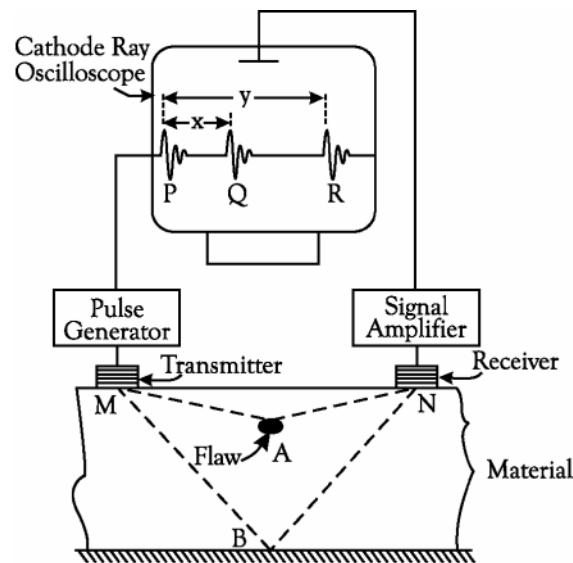 Cathode Ray
Oscilloscope
y
x
P
Q
R
Pulse
Generator
Signal
Amplifier
Transmitter
Receiver
M
N
Flaw
A
Material
B